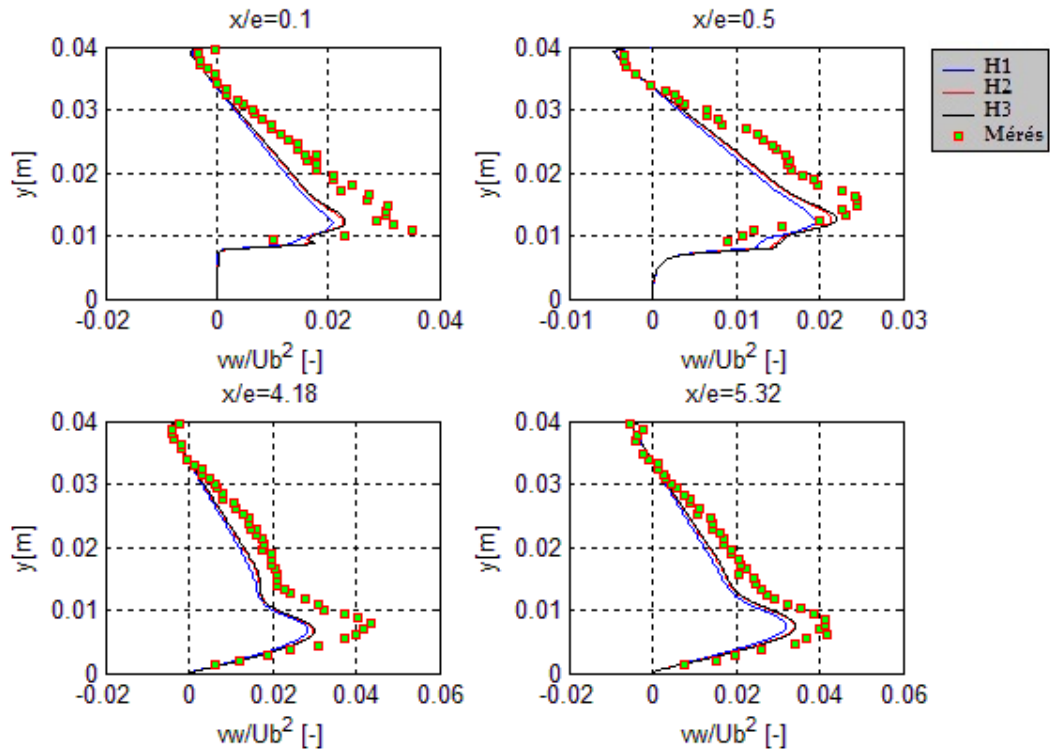 x/e=0.1
0.04
0.03
0.02
0.01
0
y[m]
-0.02 0 0.02 0.04
vw/Ub² [-]
x/e=0.5
0.04
0.03
0.02
0.01
0
y[m]
-0.01 0 0.01 0.02 0.03
vw/Ub² [-]
H1
H2
H3
Mérés
x/e=4.18
0.04
0.03
0.02
0.01
0
y[m]
-0.02 0 0.02 0.04 0.06
vw/Ub² [-]
x/e=5.32
0.04
0.03
0.02
0.01
0
y[m]
-0.02 0 0.02 0.04 0.06
vw/Ub² [-]